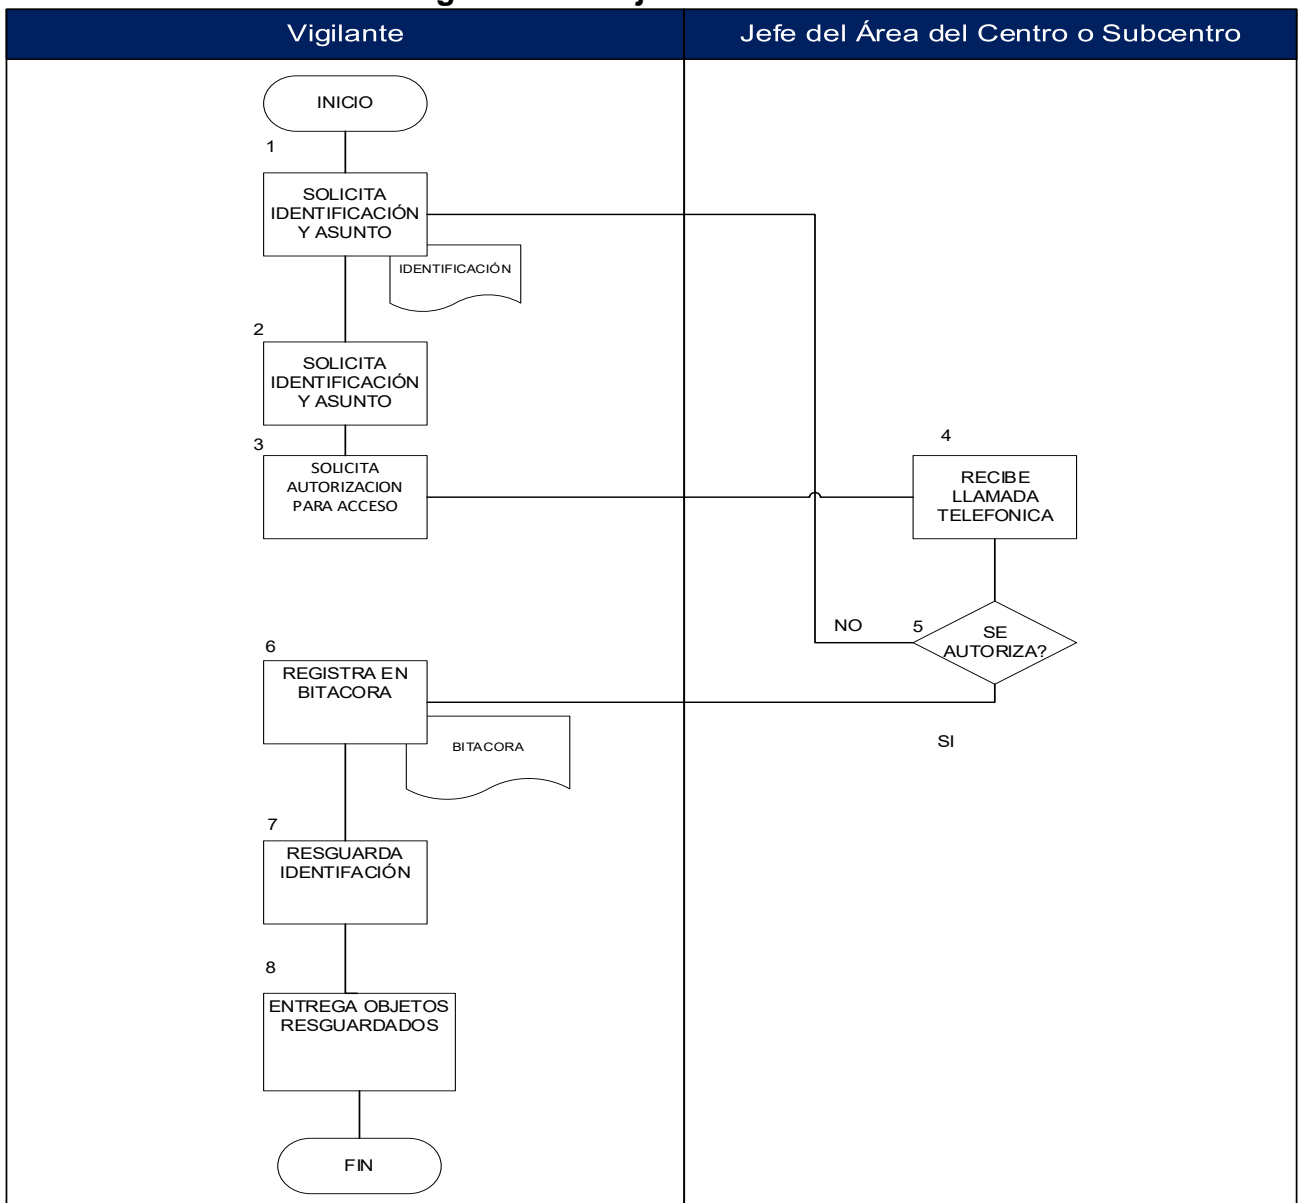 Vigilante
Jefe del Área del Centro o Subcentro
INICIO
1
SOLICITA
IDENTIFICACIÓN
Y ASUNTO
IDENTIFICACIÓN
2
SOLICITA
IDENTIFICACIÓN
Y ASUNTO
3
SOLICITA
AUTORIZACION
PARA ACCESO
4
RECIBE
LLAMADA
TELEFONICA
NO
5
SE
AUTORIZA?
SI
6
REGISTRA EN
BITACORA
BITACORA
7
RESGUARDA
IDENTIFACIÓN
8
ENTREGA OBJETOS
RESGUARDADOS
FIN